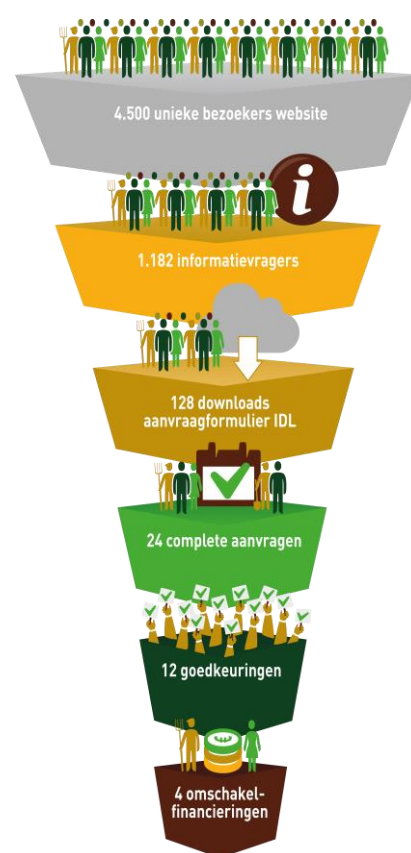 4.500 unieke bezoekers website
i
1.182 informatievragers
128 downloads
aanvraagformulier IDL
24 complete aanvragen
12 goedkeuringen
4 omschakel-
financieringen